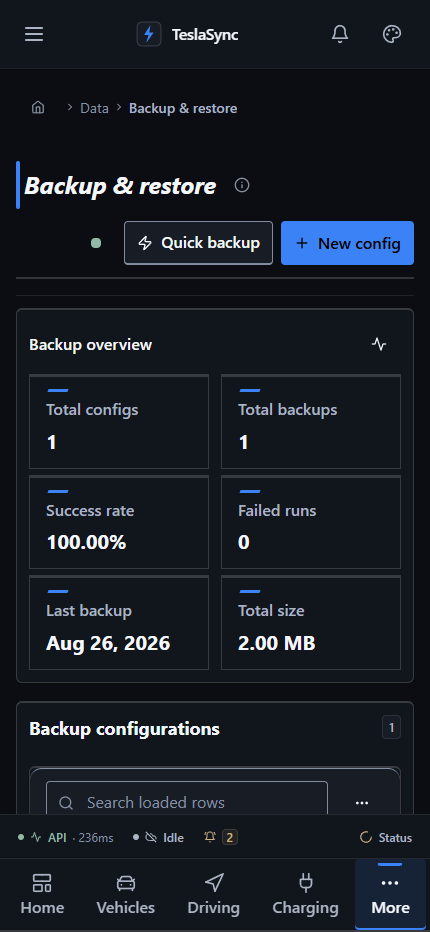 TeslaSync
Data
Backup & restore
Backup & restore
Quick backup
New config
Backup overview
Total configs
1
Total backups
1
Success rate
100.00%
Failed runs
0
Last backup
Aug 26, 2026
Total size
2.00 MB
Backup configurations
1
Search loaded rows
API · 236ms
Idle
2
Status
Home
Vehicles
Driving
Charging
More